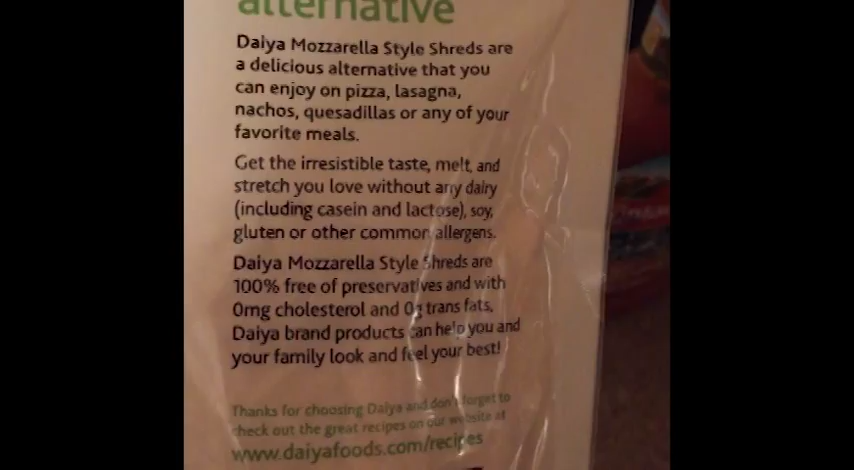 alternative
Daiya Mozzarella Style Shreds are
a delicious alternative that you
can enjoy on pizza, lasagna,
nachos, quesadillas or any of your
favorite meals.
Get the irresistible taste, melt, and
stretch you love without any dairy
(including casein and lactose), soy,
gluten or other common allergens.
Daiya Mozzarella Style Shreds are
100% free of preservatives and with
0mg cholesterol and 0g trans fats,
Daiya brand products can help you and
your family look and feel your best!
Thanks for choosing Daiya and don't forget to
check out the great recipes on our website at
www.daiyafoods.com/recipes